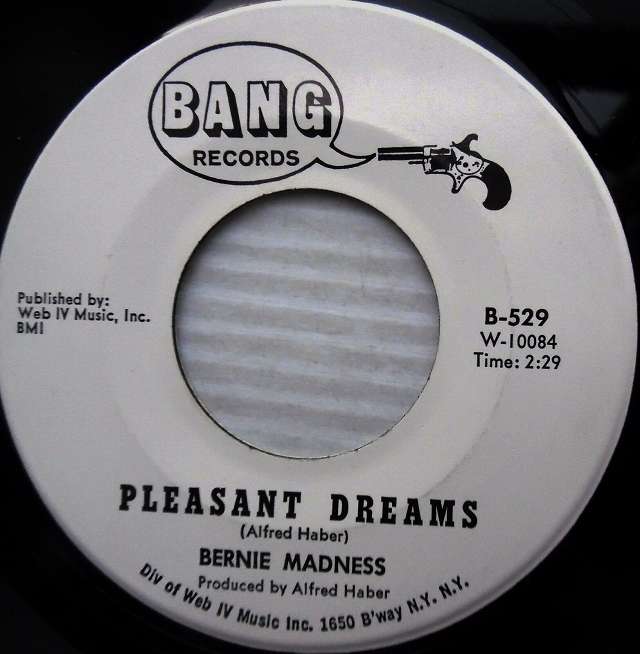 BANG
RECORDS
Published by:
Web IV Music, Inc.
BMI
B-529
W-10084
Time: 2:29
PLEASANT DREAMS
(Alfred Haber)
BERNIE MADNESS
Produced by Alfred Haber
Div of Web IV Music Inc. 1650 B'way N.Y. N.Y.